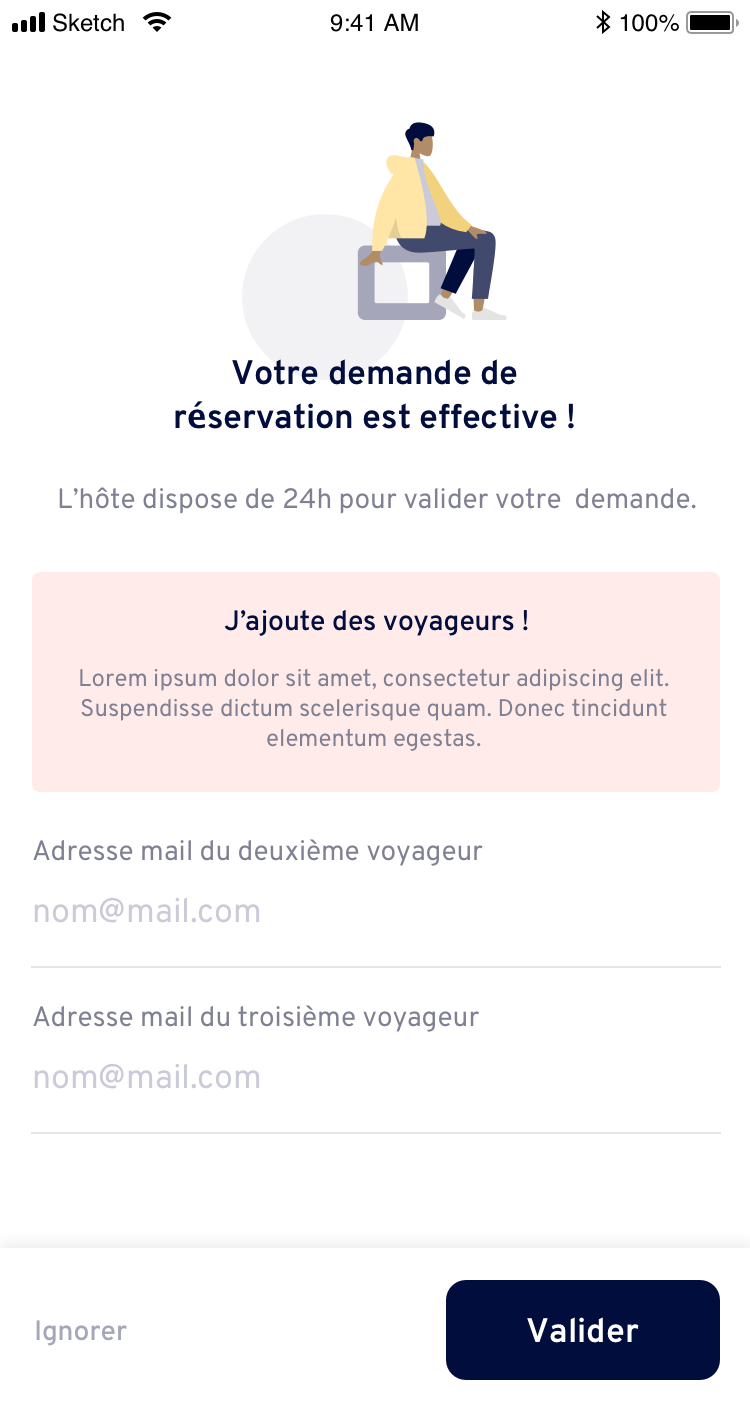 Sketch 9:41 AM 100%
Votre demande de
réservation est effective !
L’hôte dispose de 24h pour valider votre  demande.
J’ajoute des voyageurs !
Lorem ipsum dolor sit amet, consectetur adipiscing elit.
Suspendisse dictum scelerisque quam. Donec tincidunt
elementum egestas.
Adresse mail du deuxième voyageur
nom@mail.com
Adresse mail du troisième voyageur
nom@mail.com
Ignorer Valider